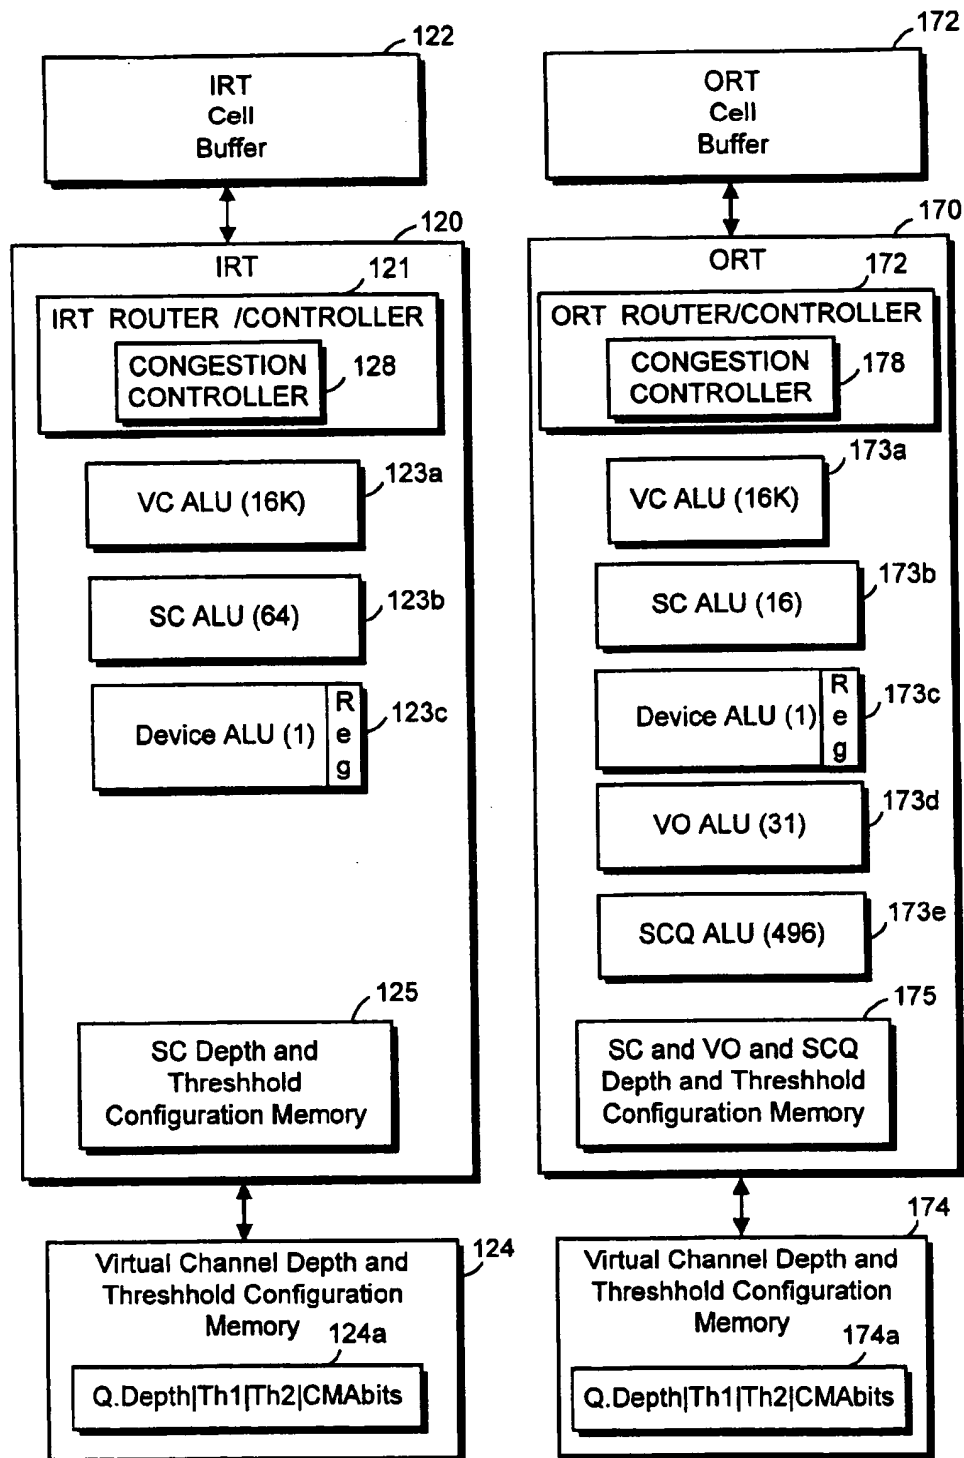 122
IRT
Cell
Buffer
120
IRT
121
IRT ROUTER /CONTROLLER
CONGESTION
CONTROLLER
128
VC ALU (16K)
123a
SC ALU (64)
123b
Device ALU (1)
Reg
123c
125
SC Depth and
Threshhold
Configuration Memory
Virtual Channel Depth and
Threshhold Configuration
Memory
124
124a
Q.Depth|Th1|Th2|CMAbits
172
ORT
Cell
Buffer
170
ORT
172
ORT ROUTER/CONTROLLER
CONGESTION
CONTROLLER
178
173a
VC ALU (16K)
173b
SC ALU (16)
Device ALU (1)
Reg
173c
VO ALU (31)
173d
SCQ ALU (496)
173e
175
SC and VO and SCQ
Depth and Threshhold
Configuration Memory
174
Virtual Channel Depth and
Threshhold Configuration
Memory
174a
Q.Depth|Th1|Th2|CMAbits